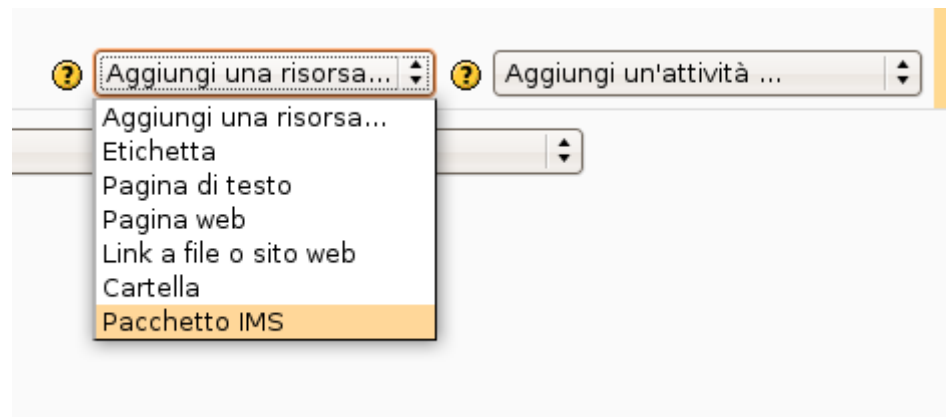 Aggiungi una risorsa... Aggiungi un'attività ...
Aggiungi una risorsa...
Etichetta
Pagina di testo
Pagina web
Link a file o sito web
Cartella
Pacchetto IMS